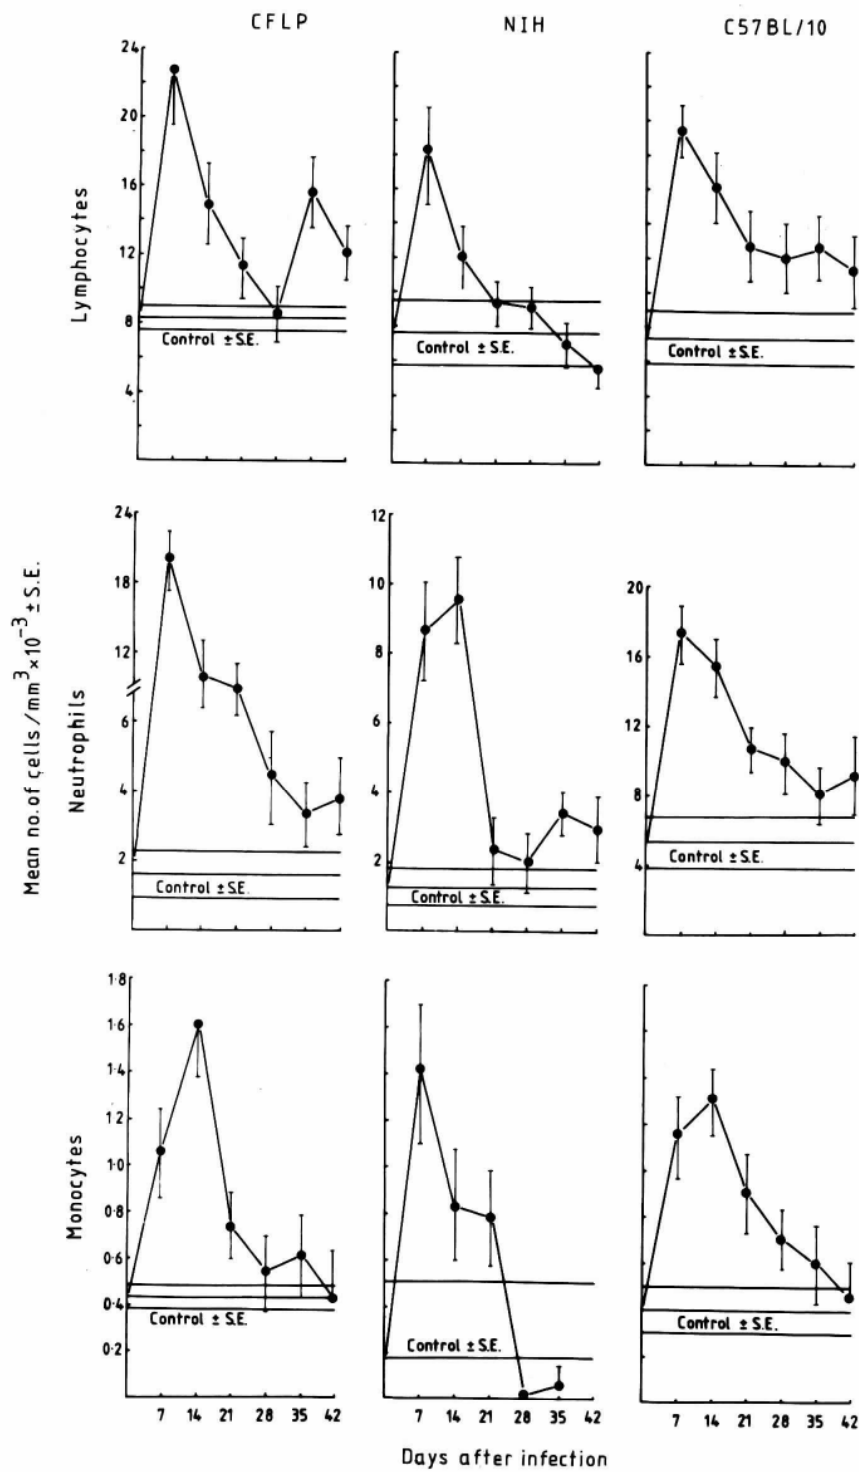 CFLP NIH C57BL/10
Mean no. of cells/mm³×10⁻³ ± S.E.
Lymphocytes
24
20
16
12
8
4
Control ± S.E.
Control ± S.E.
Control ± S.E.
Neutrophils
24
18
12
6
4
2
Control ± S.E.
12
10
8
6
4
2
Control ± S.E.
20
16
12
8
4
Control ± S.E.
Monocytes
1·8
1·6
1·4
1·2
1·0
0·8
0·6
0·4
0·2
Control ± S.E.
Control ± S.E.
Control ± S.E.
7 14 21 28 35 42
7 14 21 28 35 42
7 14 21 28 35 42
Days after infection